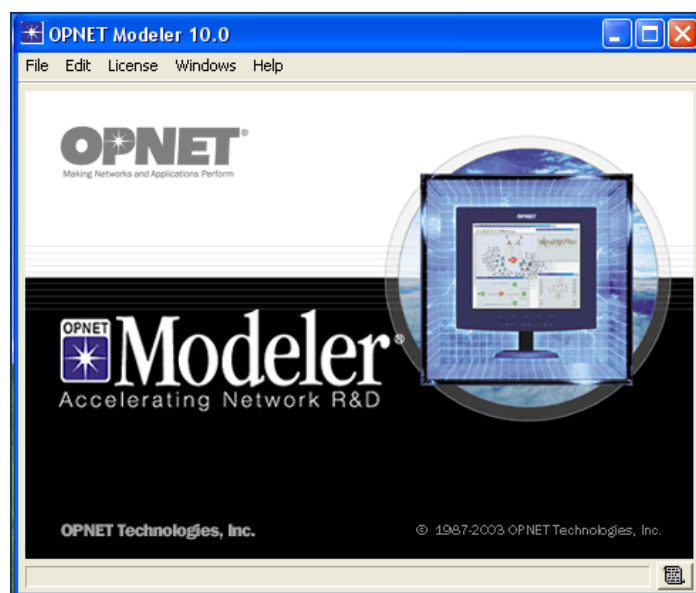 OPNET Modeler 10.0
File Edit License Windows Help
OPNET®
Making Networks and Applications Perform
OPNET
OPNET
Modeler®
Accelerating Network R&D
OPNET Technologies, Inc.
© 1987-2003 OPNET Technologies, Inc.